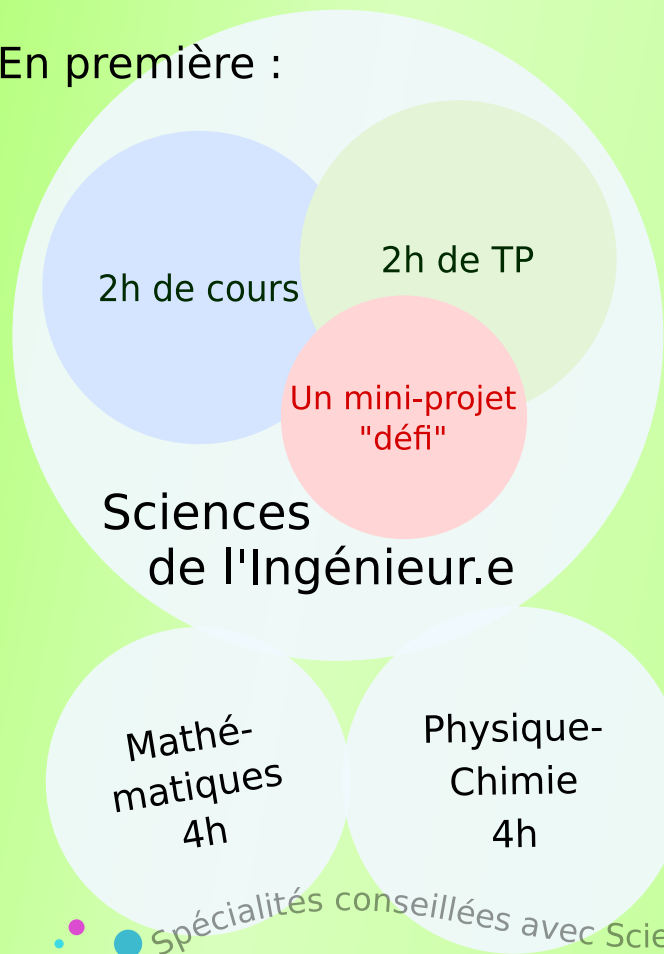 En première :
2h de cours
2h de TP
Un mini-projet
"défi"
Sciences
de l'Ingénieur.e
Mathé-
matiques
4h
Physique-
Chimie
4h
Spécialités conseillées avec Scie